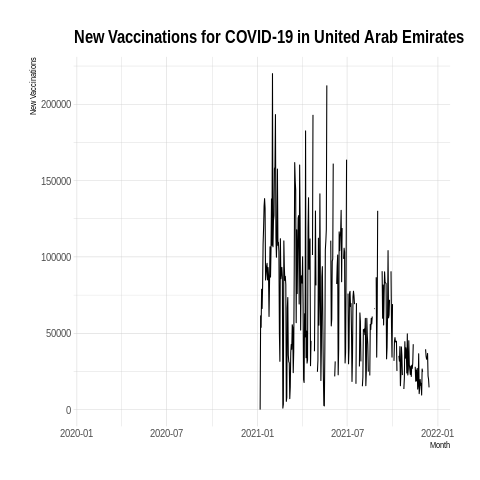 New Vaccinations for COVID-19 in United Arab Emirates
New Vaccinations
200000
150000
100000
50000
0
2020-01 2020-07 2021-01 2021-07 2022-01
Month